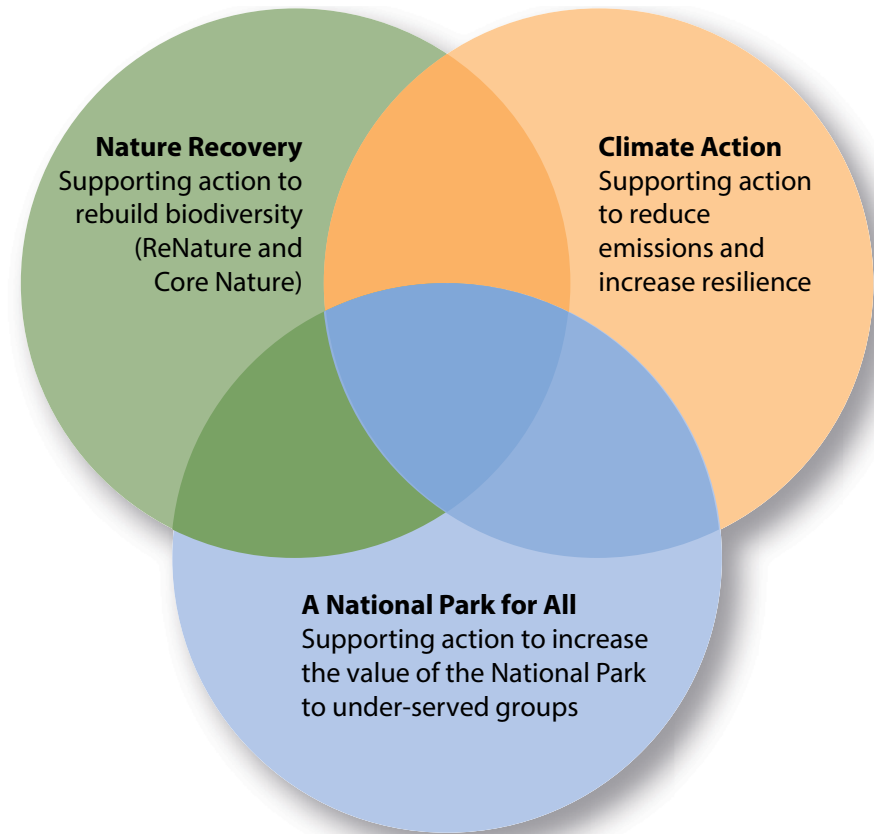 Nature Recovery
Supporting action to
rebuild biodiversity
(ReNature and
Core Nature)
Climate Action
Supporting action
to reduce
emissions and
increase resilience
A National Park for All
Supporting action to increase
the value of the National Park
to under-served groups